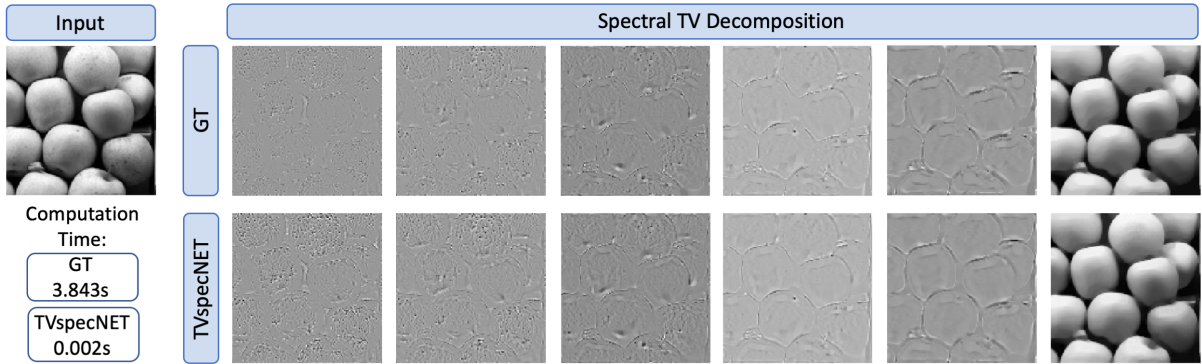 Input
Spectral TV Decomposition
GT
TVspecNET
Computation
Time:
GT
3.843s
TVspecNET
0.002s